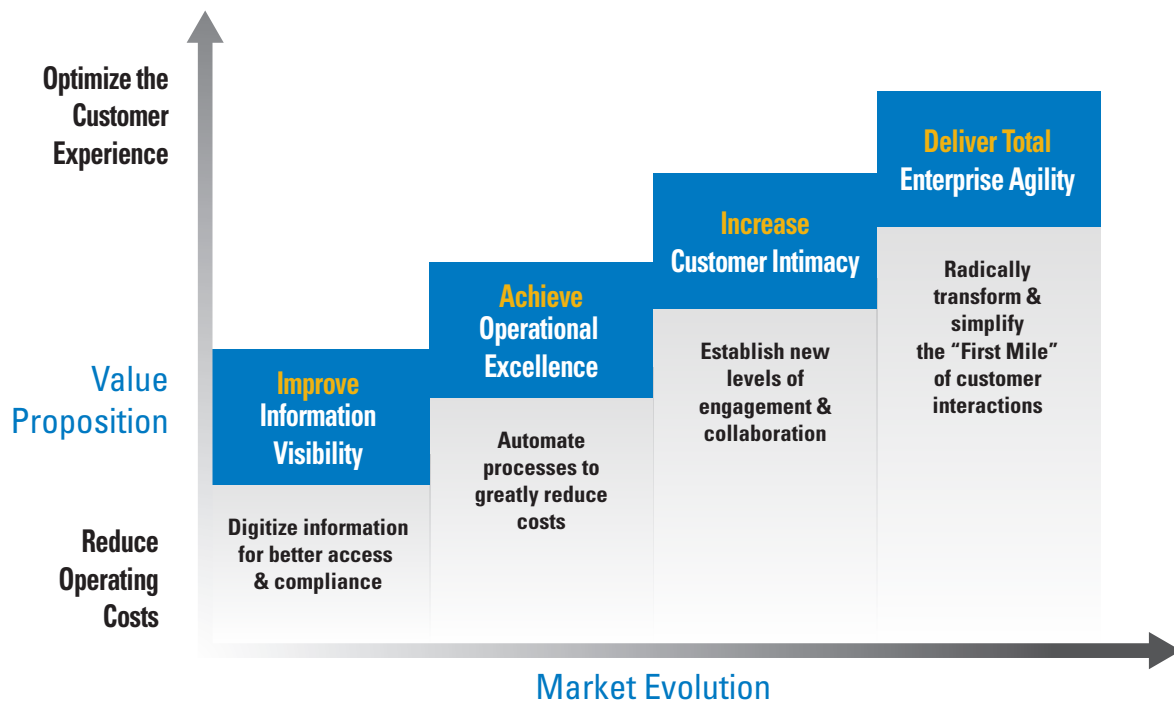 Optimize the
Customer
Experience
Value
Proposition
Reduce
Operating
Costs
Improve
Information
Visibility
Digitize information
for better access
& compliance
Achieve
Operational
Excellence
Automate
processes to
greatly reduce
costs
Increase
Customer Intimacy
Establish new
levels of
engagement &
collaboration
Deliver Total
Enterprise Agility
Radically
transform &
simplify
the “First Mile”
of customer
interactions
Market Evolution